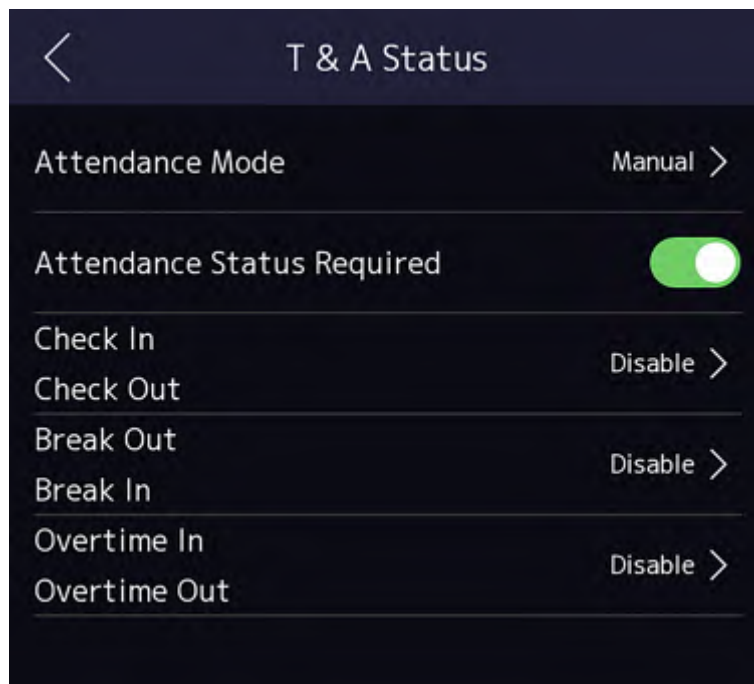 T & A Status
Attendance Mode Manual
Attendance Status Required
Check In
Check Out
Disable
Break Out
Break In
Disable
Overtime In
Overtime Out
Disable